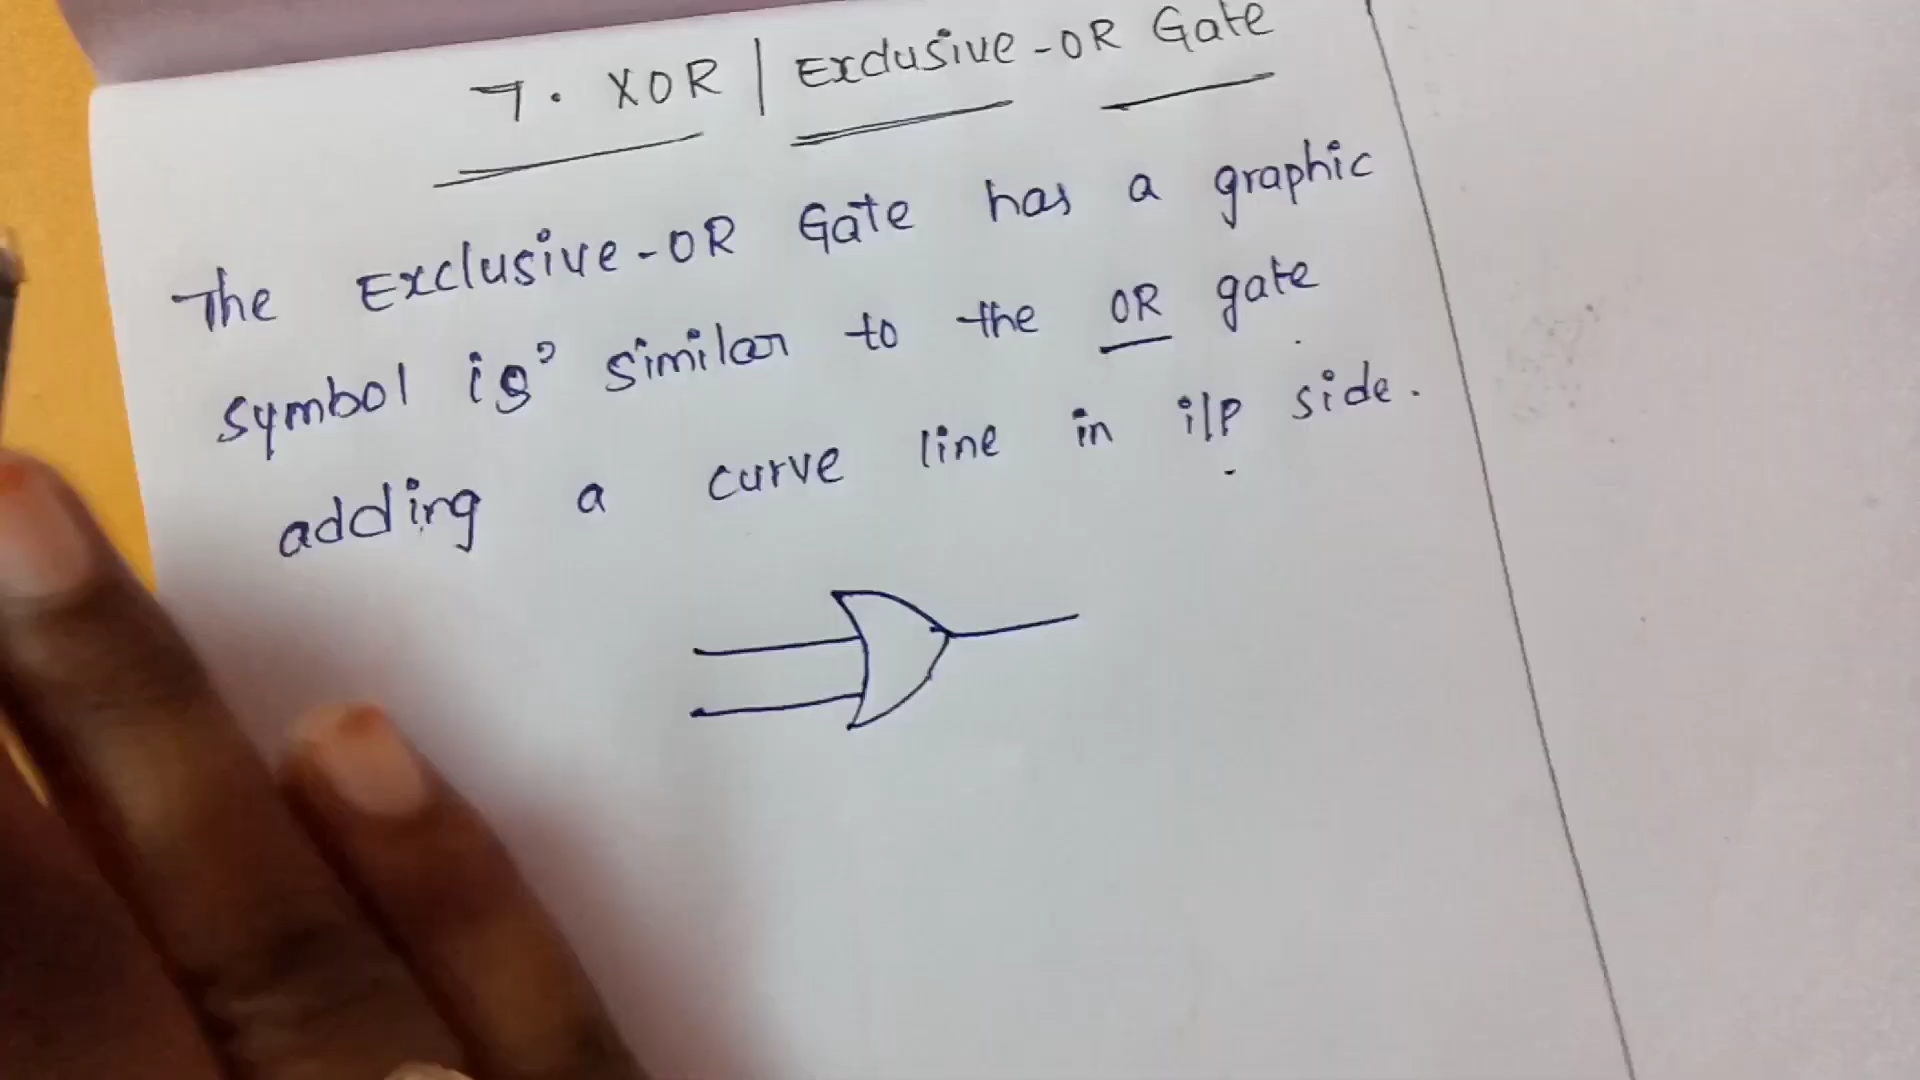 7. XOR | Exclusive-OR Gate
The Exclusive-OR Gate has a graphic
symbol is similar to the OR gate
adding a curve line in i/P side.